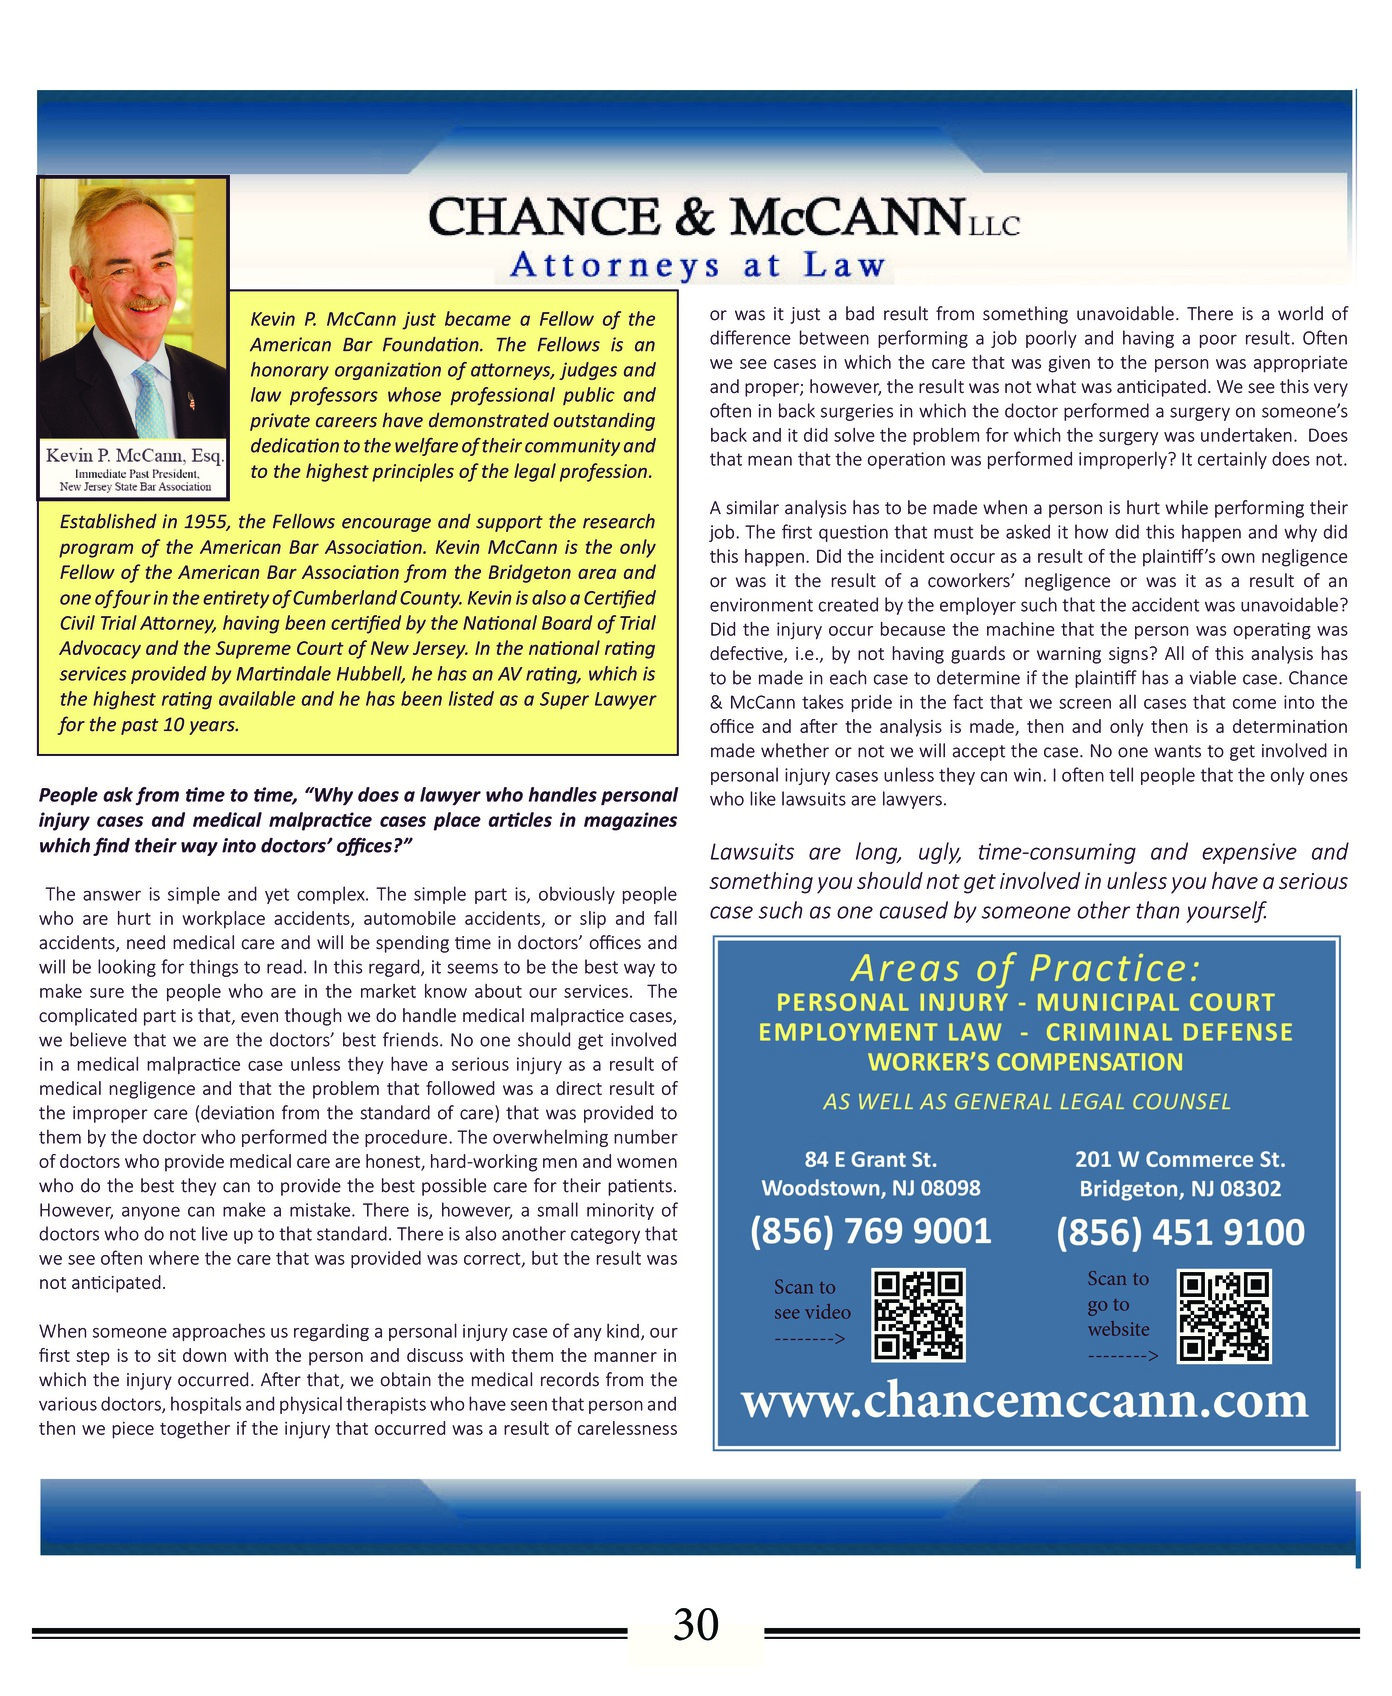 CHANCE & McCANN LLC
Attorneys at Law
Kevin P. McCann, Esq.
Immediate Past President,
New Jersey State Bar Association
Kevin P. McCann just became a Fellow of the
American Bar Foundation. The Fellows is an
honorary organization of attorneys, judges and
law professors whose professional public and
private careers have demonstrated outstanding
dedication to the welfare of their community and
to the highest principles of the legal profession.
Established in 1955, the Fellows encourage and support the research
program of the American Bar Association. Kevin McCann is the only
Fellow of the American Bar Association from the Bridgeton area and
one of four in the entirety of Cumberland County. Kevin is also a Certified
Civil Trial Attorney, having been certified by the National Board of Trial
Advocacy and the Supreme Court of New Jersey. In the national rating
services provided by Martindale Hubbell, he has an AV rating, which is
the highest rating available and he has been listed as a Super Lawyer
for the past 10 years.
People ask from time to time, “Why does a lawyer who handles personal
injury cases and medical malpractice cases place articles in magazines
which find their way into doctors’ offices?”
The answer is simple and yet complex. The simple part is, obviously people
who are hurt in workplace accidents, automobile accidents, or slip and fall
accidents, need medical care and will be spending time in doctors’ offices and
will be looking for things to read. In this regard, it seems to be the best way to
make sure the people who are in the market know about our services. The
complicated part is that, even though we do handle medical malpractice cases,
we believe that we are the doctors’ best friends. No one should get involved
in a medical malpractice case unless they have a serious injury as a result of
medical negligence and that the problem that followed was a direct result of
the improper care (deviation from the standard of care) that was provided to
them by the doctor who performed the procedure. The overwhelming number
of doctors who provide medical care are honest, hard-working men and women
who do the best they can to provide the best possible care for their patients.
However, anyone can make a mistake. There is, however, a small minority of
doctors who do not live up to that standard. There is also another category that
we see often where the care that was provided was correct, but the result was
not anticipated.
When someone approaches us regarding a personal injury case of any kind, our
first step is to sit down with the person and discuss with them the manner in
which the injury occurred. After that, we obtain the medical records from the
various doctors, hospitals and physical therapists who have seen that person and
then we piece together if the injury that occurred was a result of carelessness
or was it just a bad result from something unavoidable. There is a world of
difference between performing a job poorly and having a poor result. Often
we see cases in which the care that was given to the person was appropriate
and proper; however, the result was not what was anticipated. We see this very
often in back surgeries in which the doctor performed a surgery on someone’s
back and it did solve the problem for which the surgery was undertaken. Does
that mean that the operation was performed improperly? It certainly does not.
A similar analysis has to be made when a person is hurt while performing their
job. The first question that must be asked it how did this happen and why did
this happen. Did the incident occur as a result of the plaintiff’s own negligence
or was it the result of a coworkers’ negligence or was it as a result of an
environment created by the employer such that the accident was unavoidable?
Did the injury occur because the machine that the person was operating was
defective, i.e., by not having guards or warning signs? All of this analysis has
to be made in each case to determine if the plaintiff has a viable case. Chance
& McCann takes pride in the fact that we screen all cases that come into the
office and after the analysis is made, then and only then is a determination
made whether or not we will accept the case. No one wants to get involved in
personal injury cases unless they can win. I often tell people that the only ones
who like lawsuits are lawyers.
Lawsuits are long, ugly, time-consuming and expensive and
something you should not get involved in unless you have a serious
case such as one caused by someone other than yourself.
Areas of Practice:
PERSONAL INJURY - MUNICIPAL COURT
EMPLOYMENT LAW - CRIMINAL DEFENSE
WORKER’S COMPENSATION
AS WELL AS GENERAL LEGAL COUNSEL
84 E Grant St.
Woodstown, NJ 08098
(856) 769 9001
201 W Commerce St.
Bridgeton, NJ 08302
(856) 451 9100
Scan to
see video
-------->
Scan to
go to
website
-------->
www.chancemccann.com
30